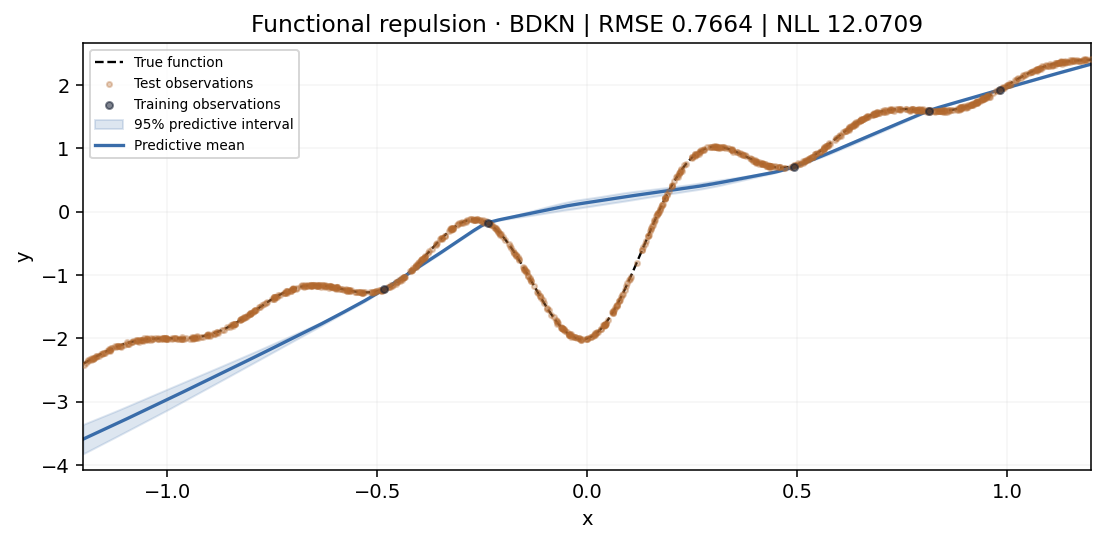 Functional repulsion · BDKN | RMSE 0.7664 | NLL 12.0709
True function
Test observations
Training observations
95% predictive interval
Predictive mean
y
2
1
0
−1
−2
−3
−4
−1.0
−0.5
0.0
0.5
1.0
x